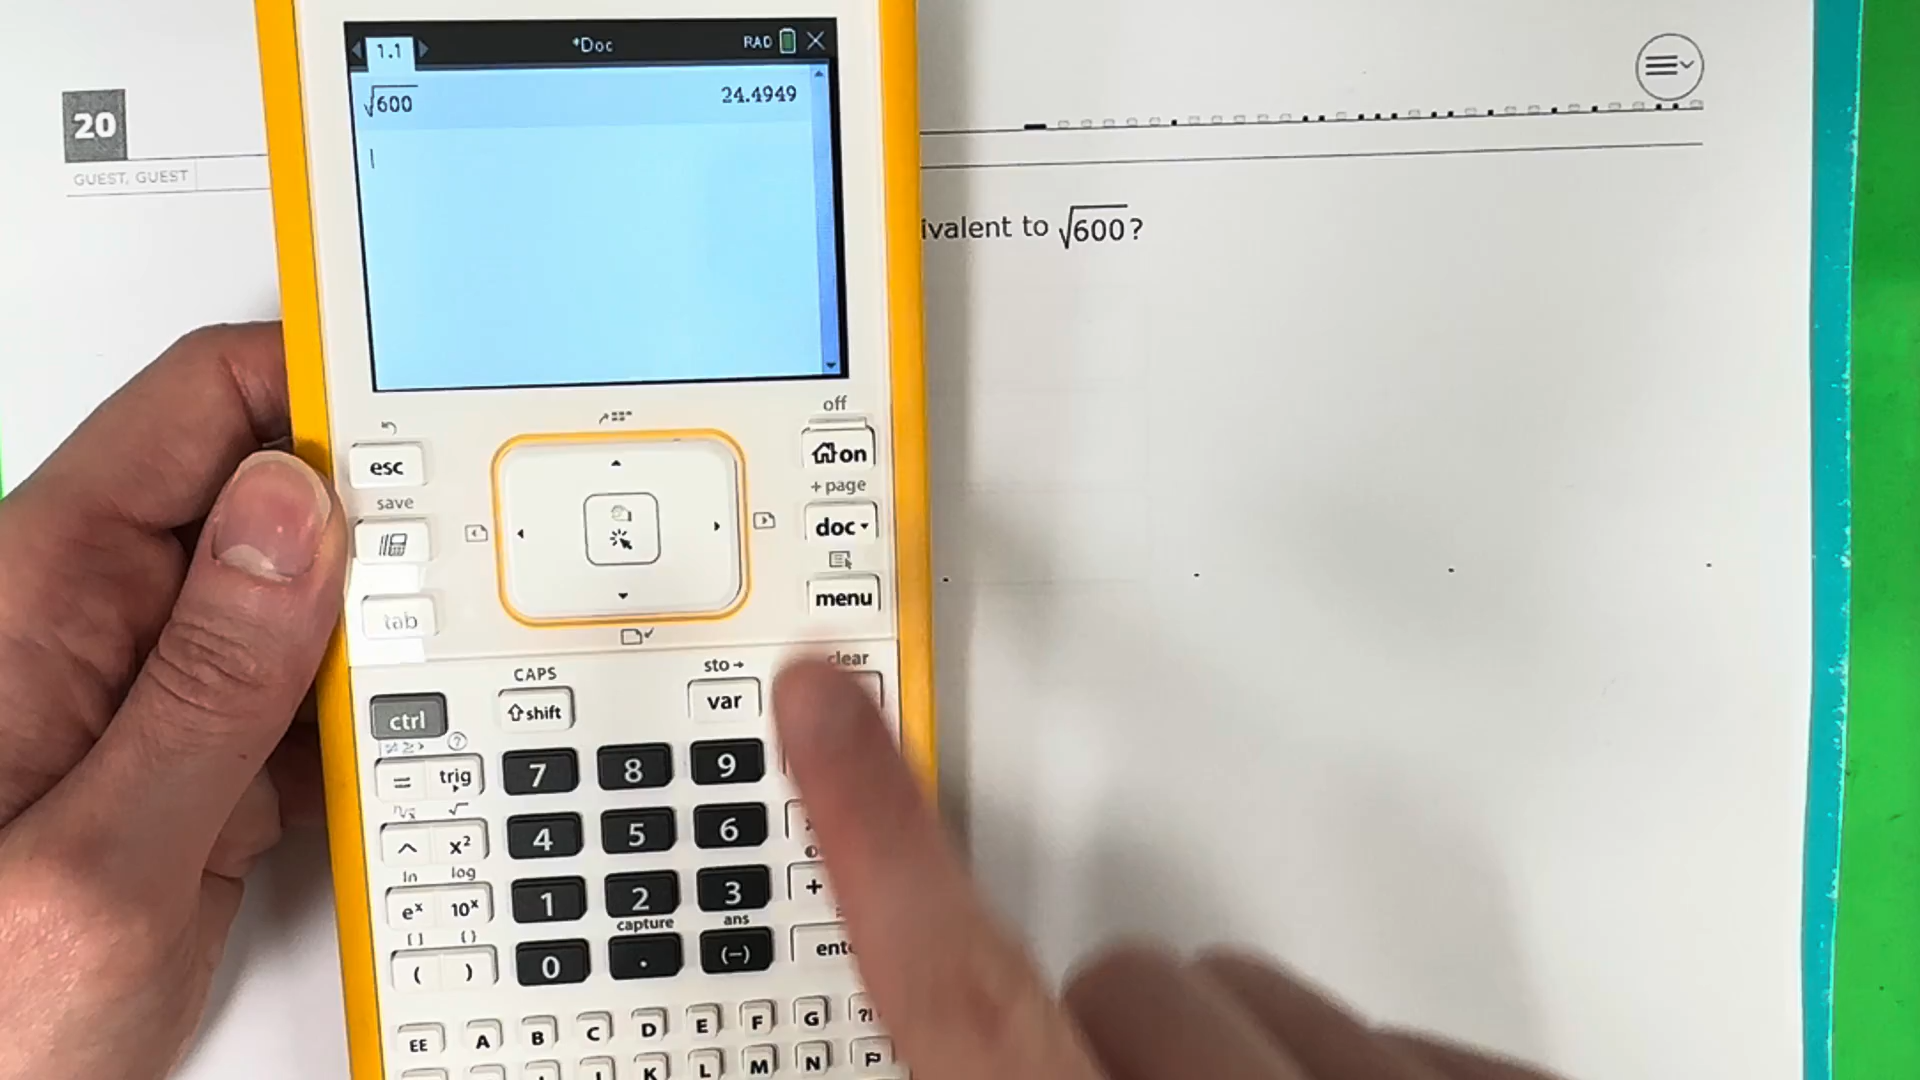 1.1 *Doc RAD
√600 24.4949
20
GUEST, GUEST
ivalent to √600?
off
esc
on
save
+ page
doc
tab
menu
CAPS
sto→
clear
ctrl
shift
var
= trig
7 8 9
n√x √
^ x²
4 5 6
ln log
eˣ 10ˣ
1 2 3
+
capture ans
[ ] { }
( )
0 . (−)
ente
EE A B C D E F G ?!
K L M N